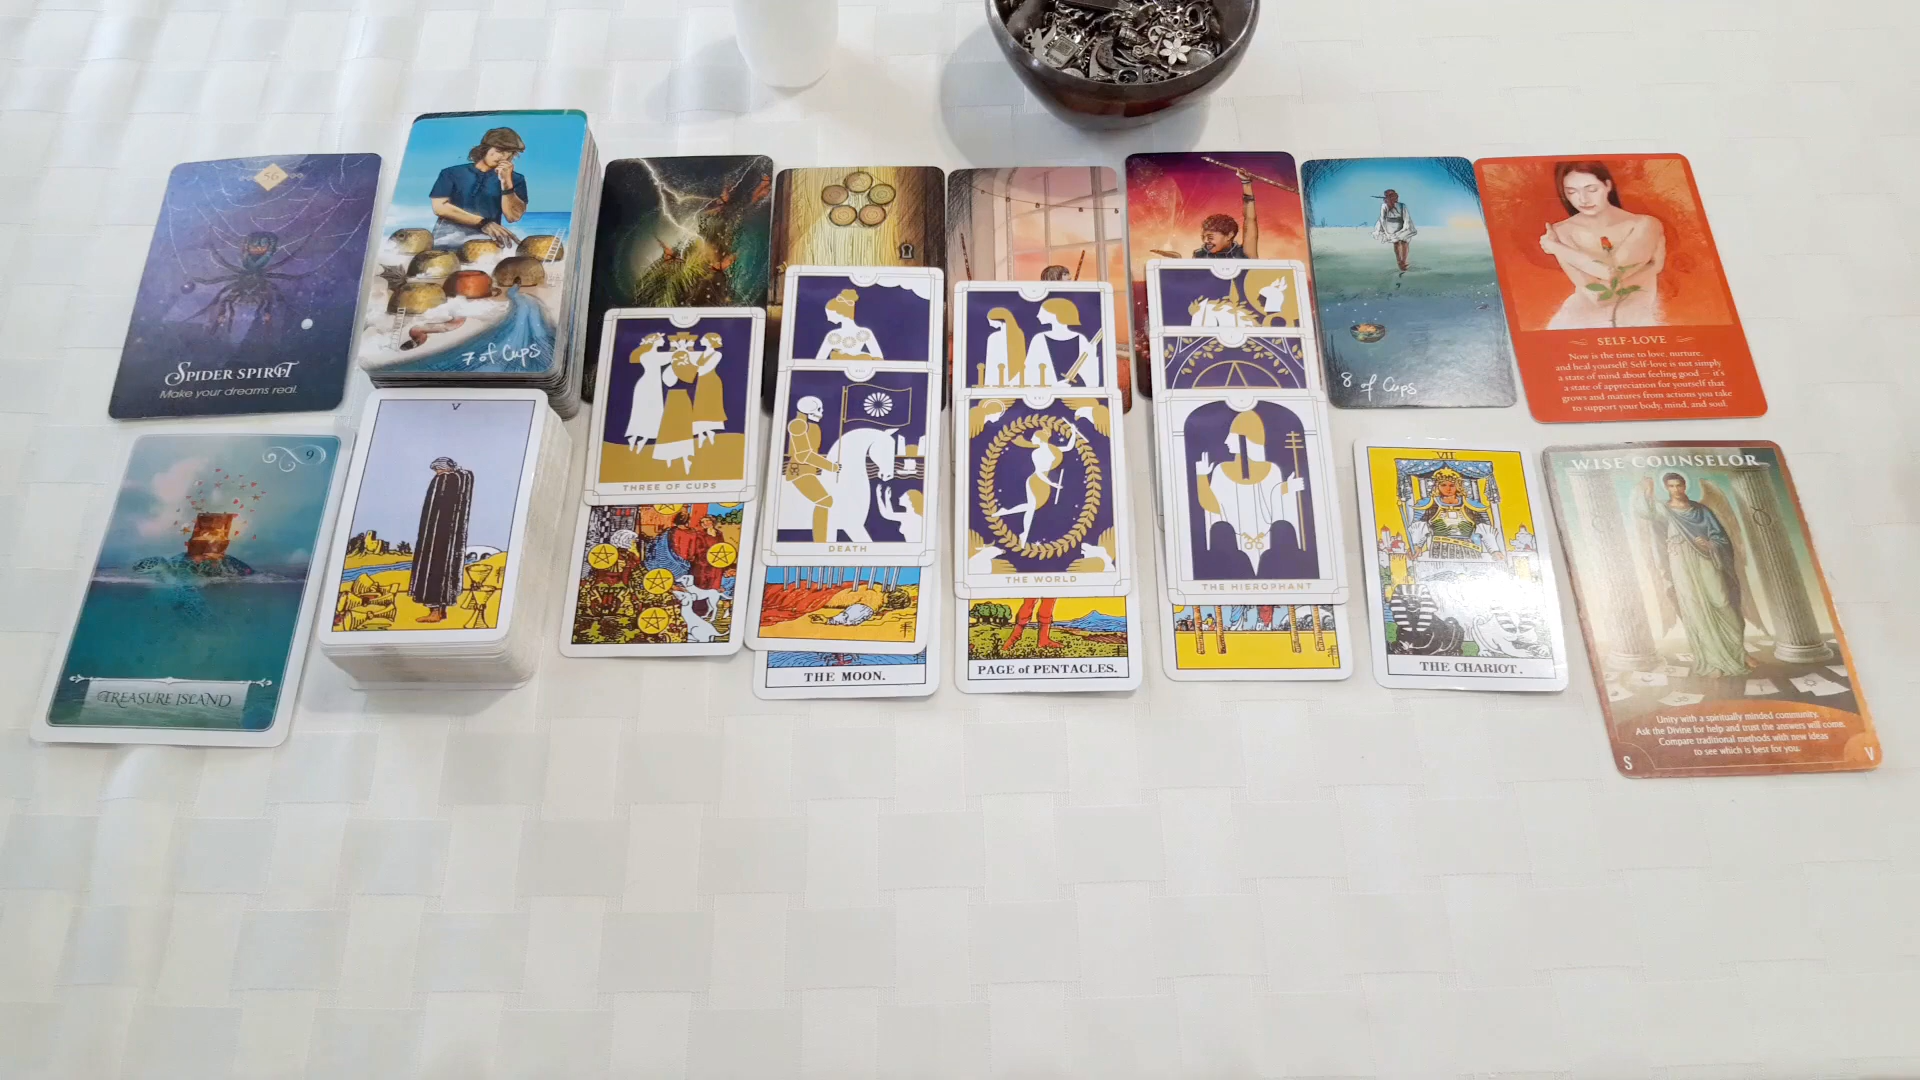 56
SPIDER SPIRIT
Make your dreams real.
7 of Cups
8 of Cups
SELF-LOVE
Now is the time to love, nurture,
and heal yourself! Self-love is not simply
a state of mind about feeling good — it's
a state of appreciation for yourself that
grows and matures from actions you take
to support your body, mind, and soul.
9
TREASURE ISLAND
V
THREE OF CUPS
DEATH
THE MOON.
THE WORLD
PAGE of PENTACLES.
THE HIEROPHANT
VII
THE CHARIOT.
WISE COUNSELOR
Unity with a spiritually minded community.
Ask the Divine for help and trust the answers will come.
Compare traditional methods with new ideas
to see which is best for you.
S
V